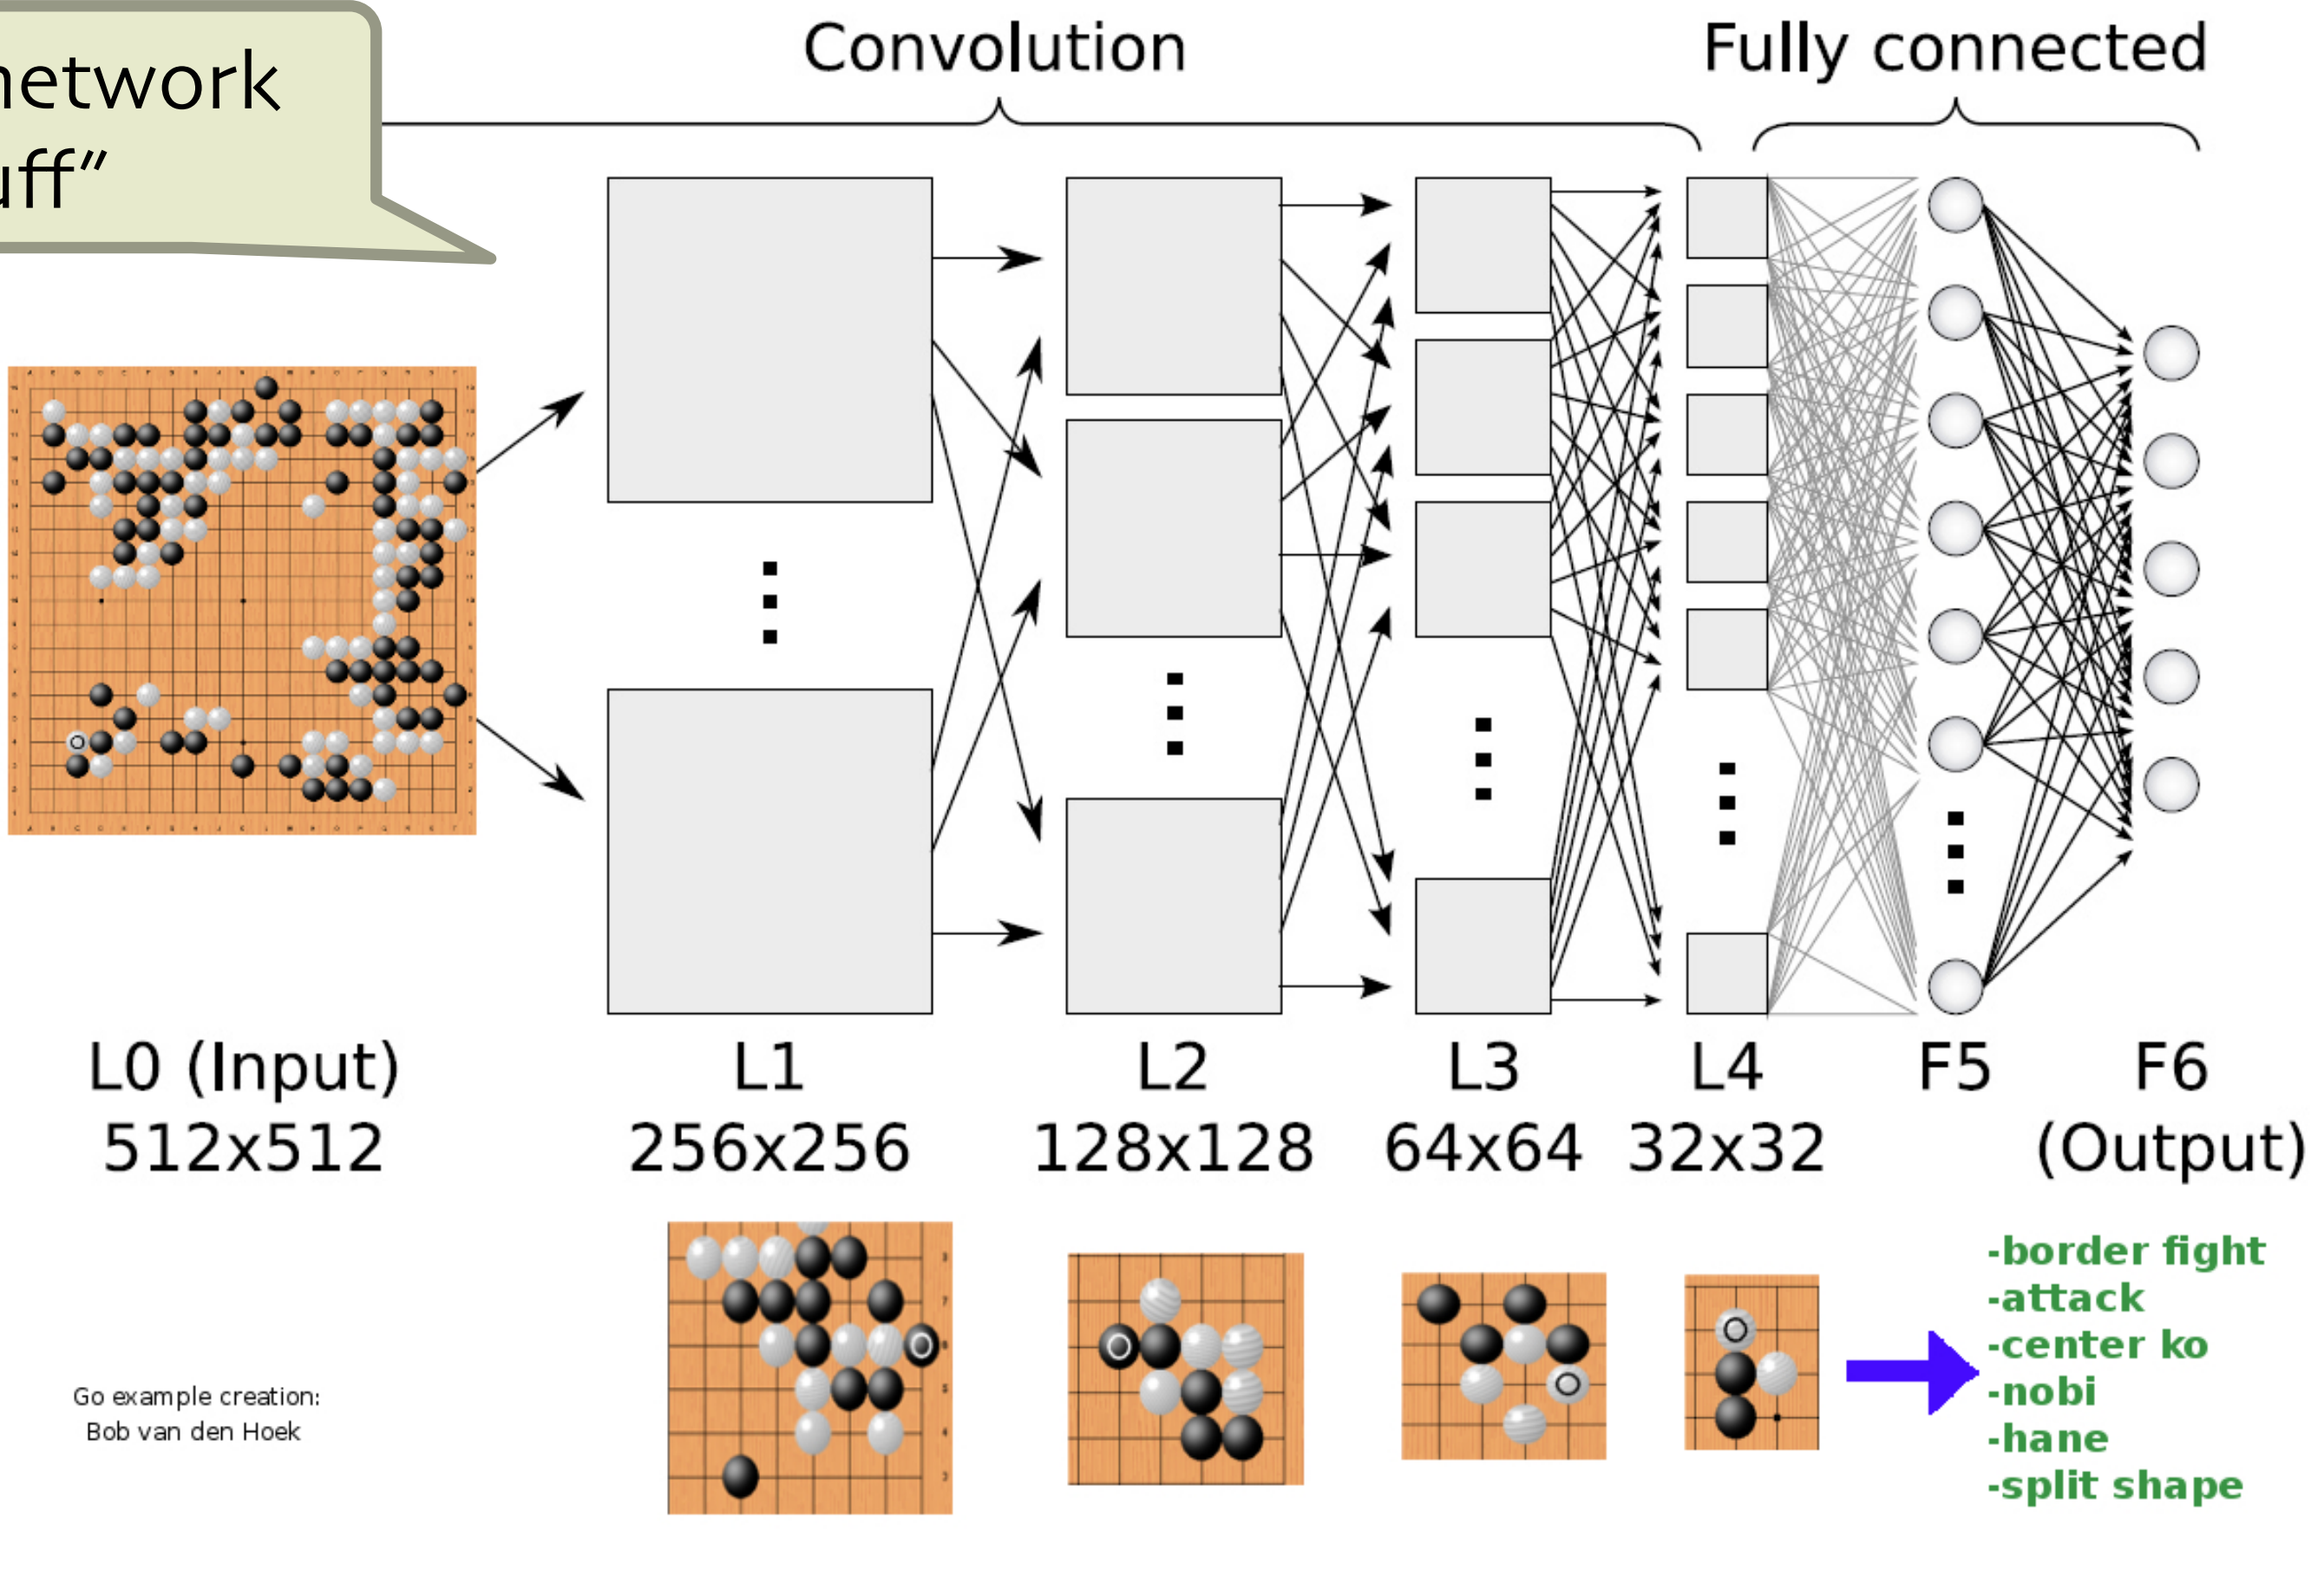 network
uff”
Convolution
Fully connected
L0 (Input)
512x512
L1
256x256
L2
128x128
L3
64x64
L4
32x32
F5
F6
(Output)
Go example creation:
Bob van den Hoek
-border fight
-attack
-center ko
-nobi
-hane
-split shape